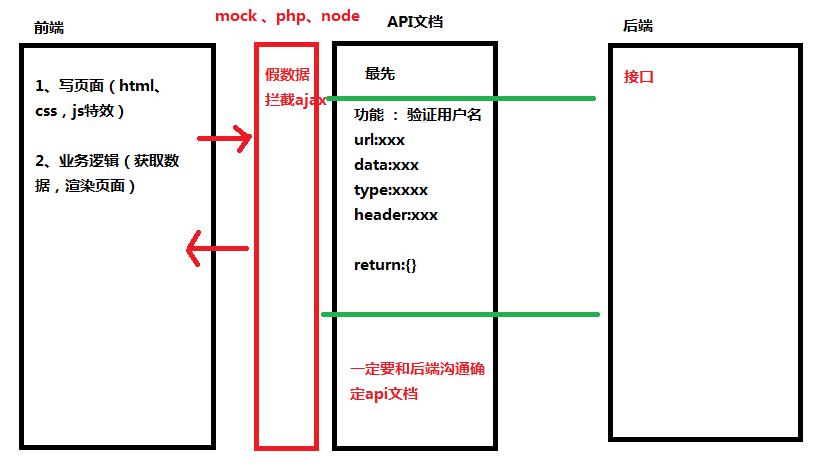 前端
1、写页面（html、
css，js特效）
2、业务逻辑（获取数
据，渲染页面）
mock 、php、node
假数据
拦截ajax
API文档
最先
功能 ： 验证用户名
url:xxx
data:xxx
type:xxxx
header:xxx
return:{}
一定要和后端沟通确
定api文档
后端
接口